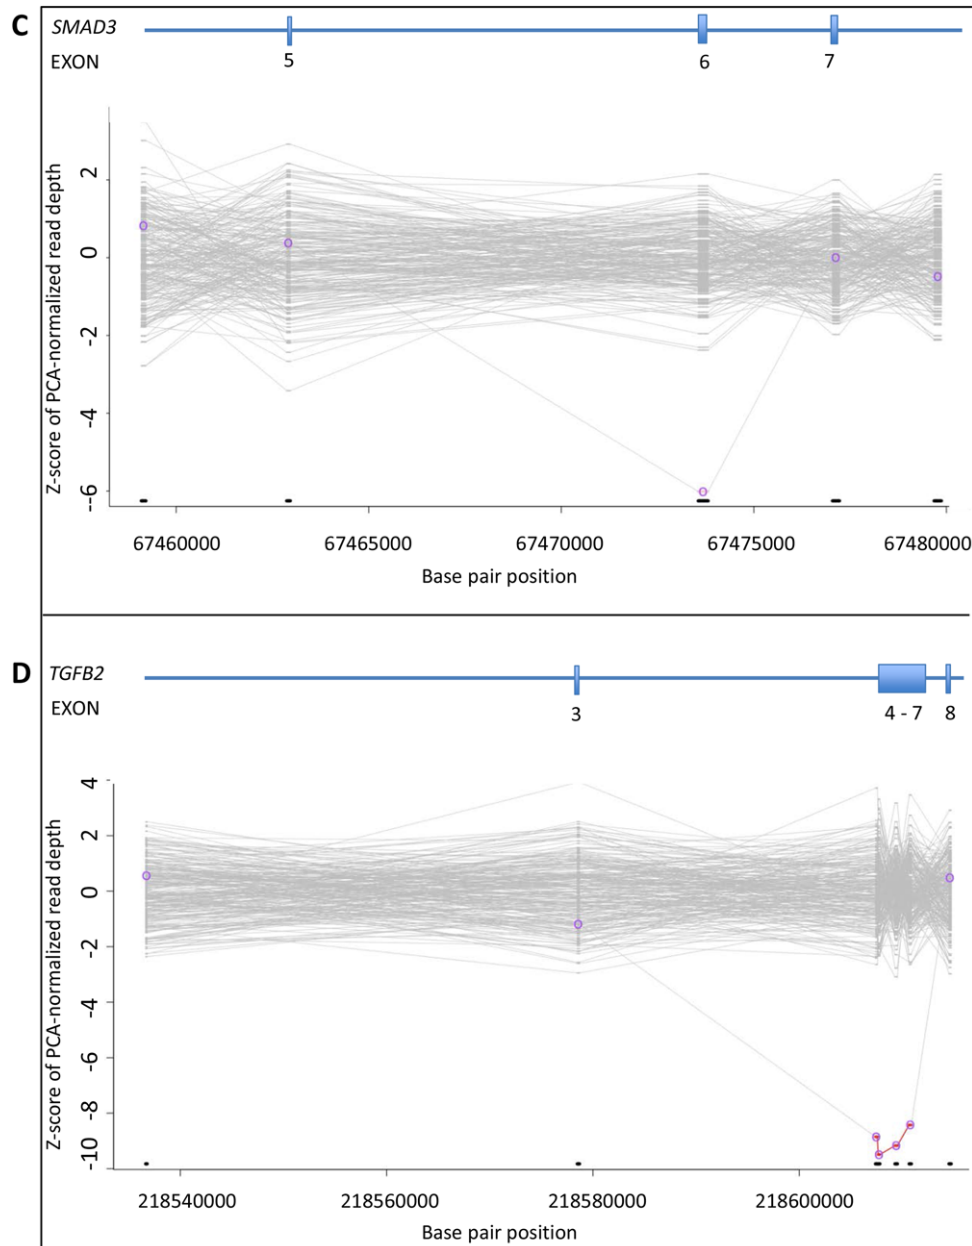 C SMAD3
EXON 5 6 7
Z-score of PCA-normalized read depth
2
0
-2
-4
-6
67460000 67465000 67470000 67475000 67480000
Base pair position
D TGFB2
EXON 3 4 - 7 8
Z-score of PCA-normalized read depth
4
2
0
-2
-4
-6
-8
-10
218540000 218560000 218580000 218600000
Base pair position